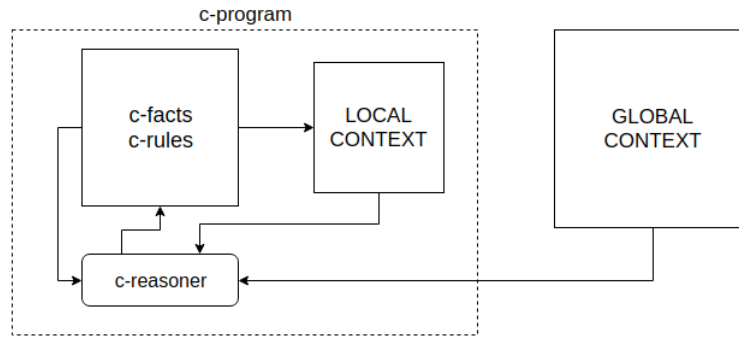 c-program
c-facts
c-rules
LOCAL
CONTEXT
GLOBAL
CONTEXT
c-reasoner